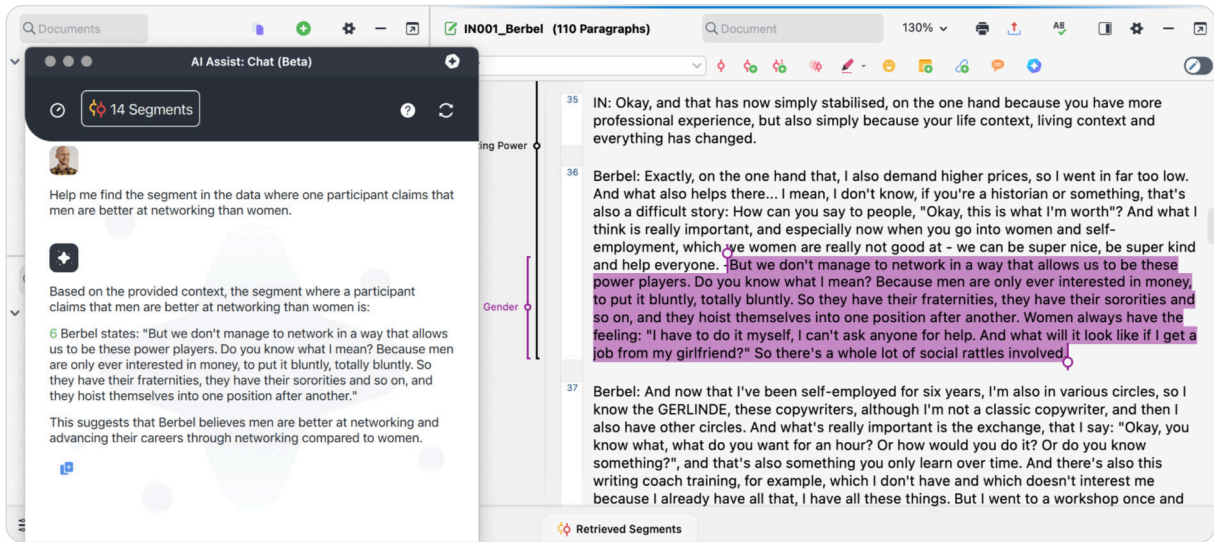 Documents
IN001_Berbel (110 Paragraphs)
Document
130%
AB
AI Assist: Chat (Beta)
14 Segments
?
Help me find the segment in the data where one participant claims that
men are better at networking than women.
Based on the provided context, the segment where a participant
claims that men are better at networking than women is:
6 Berbel states: "But we don't manage to network in a way that allows
us to be these power players. Do you know what I mean? Because men
are only ever interested in money, to put it bluntly, totally bluntly. So
they have their fraternities, they have their sororities and so on, and
they hoist themselves into one position after another."
This suggests that Berbel believes men are better at networking and
advancing their careers through networking compared to women.
ing Power
Gender
35
IN: Okay, and that has now simply stabilised, on the one hand because you have more
professional experience, but also simply because your life context, living context and
everything has changed.
36
Berbel: Exactly, on the one hand that, I also demand higher prices, so I went in far too low.
And what also helps there... I mean, I don't know, if you're a historian or something, that's
also a difficult story: How can you say to people, "Okay, this is what I'm worth"? And what I
think is really important, and especially now when you go into women and self-
employment, which we women are really not good at - we can be super nice, be super kind
and help everyone. - But we don't manage to network in a way that allows us to be these
power players. Do you know what I mean? Because men are only ever interested in money,
to put it bluntly, totally bluntly. So they have their fraternities, they have their sororities and
so on, and they hoist themselves into one position after another. Women always have the
feeling: "I have to do it myself, I can't ask anyone for help. And what will it look like if I get a
job from my girlfriend?" So there's a whole lot of social rattles involved.
37
Berbel: And now that I've been self-employed for six years, I'm also in various circles, so I
know the GERLINDE, these copywriters, although I'm not a classic copywriter, and then I
also have other circles. And what's really important is the exchange, that I say: "Okay, you
know what, what do you want for an hour? Or how would you do it? Or do you know
something?", and that's also something you only learn over time. And there's also this
writing coach training, for example, which I don't have and which doesn't interest me
because I already have all that, I have all these things. But I went to a workshop once and
Retrieved Segments